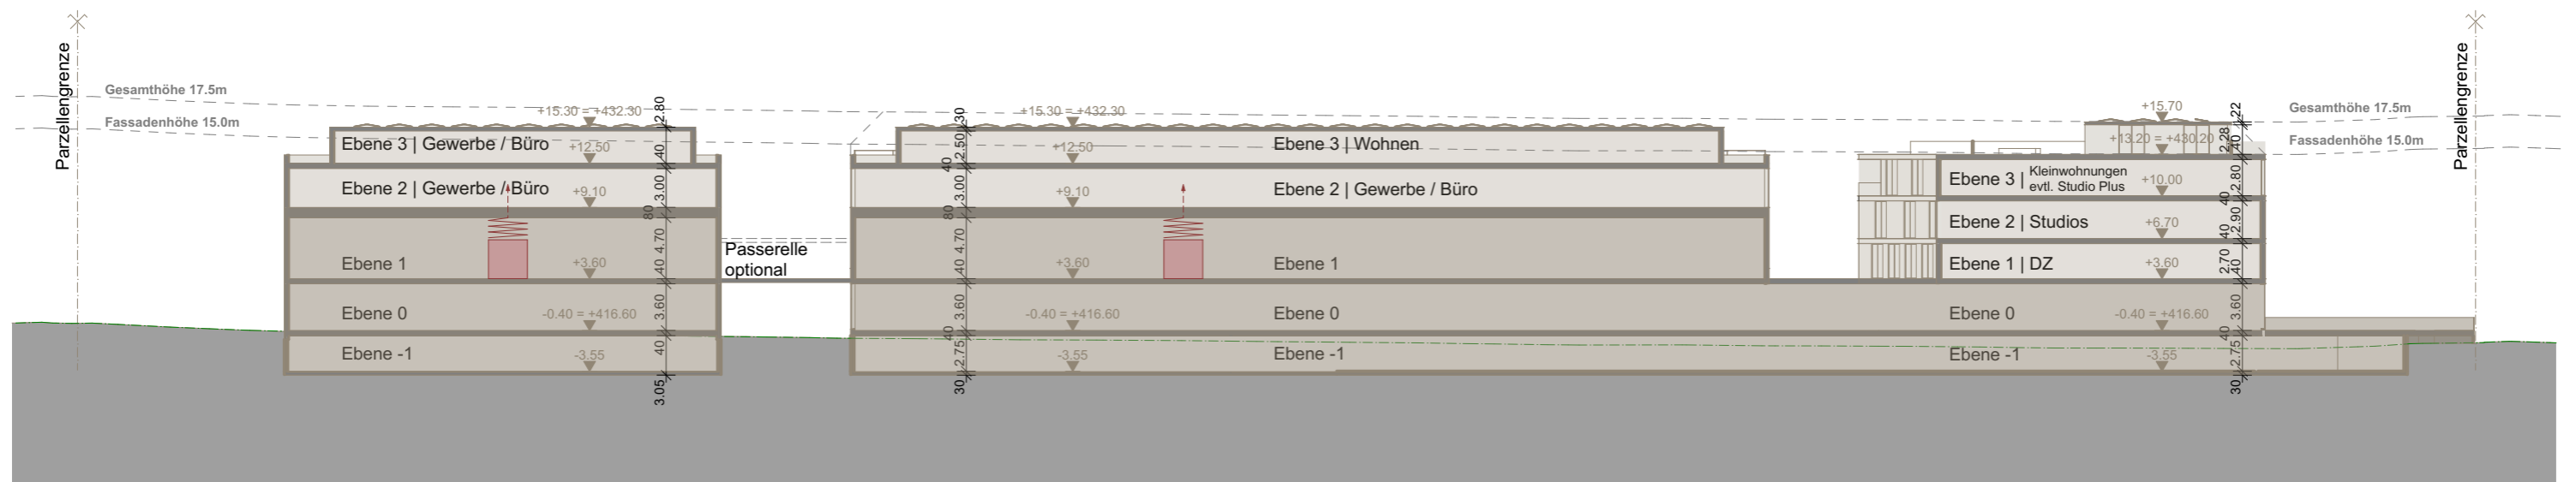 Parzellengrenze
Gesamthöhe 17.5m
Fassadenhöhe 15.0m
+15.30 = +432.30
2.80
Ebene 3 | Gewerbe / Büro
+12.50
40
Ebene 2 | Gewerbe / Büro
+9.10
3.00
80
4.70
Ebene 1
+3.60
40
Ebene 0
-0.40 = +416.60
3.60
Ebene -1
-3.55
40
3.05
Passerelle
optional
+15.30 = +432.30
30
Ebene 3 | Wohnen
+12.50
2.50
40
Ebene 2 | Gewerbe / Büro
+9.10
3.00
80
4.70
Ebene 1
+3.60
40
Ebene 0
-0.40 = +416.60
3.60
40
Ebene -1
-3.55
2.75
30
+15.70
22
+13.20 = +430.20
2.28
40
Ebene 3 | Kleinwohnungen
evtl. Studio Plus
+10.00
2.80
40
Ebene 2 | Studios
+6.70
2.90
40
Ebene 1 | DZ
+3.60
2.70
40
Ebene 0
-0.40 = +416.60
3.60
40
Ebene -1
-3.55
2.75
30
Gesamthöhe 17.5m
Fassadenhöhe 15.0m
Parzellengrenze